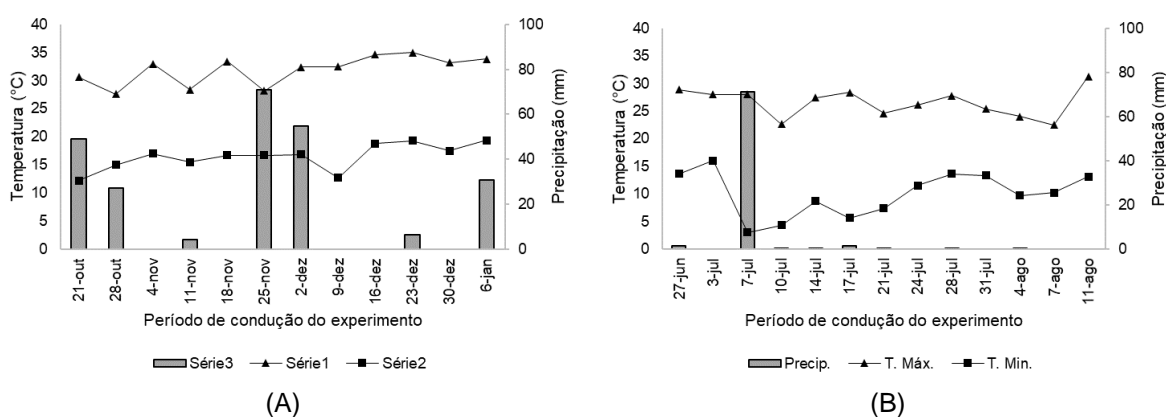 Temperatura (°C)
40
35
30
25
20
15
10
5
0
100
80
60
40
20
0
Precipitação (mm)
21-out
28-out
4-nov
11-nov
18-nov
25-nov
2-dez
9-dez
16-dez
23-dez
30-dez
6-jan
Período de condução do experimento
Série3 Série1 Série2
(A)
Temperatura (°C)
40
35
30
25
20
15
10
5
0
100
80
60
40
20
0
Precipitação (mm)
27-jun
3-jul
7-jul
10-jul
14-jul
17-jul
21-jul
24-jul
28-jul
31-jul
4-ago
7-ago
11-ago
Período de condução do experimento
Precip. T. Máx. T. Min.
(B)